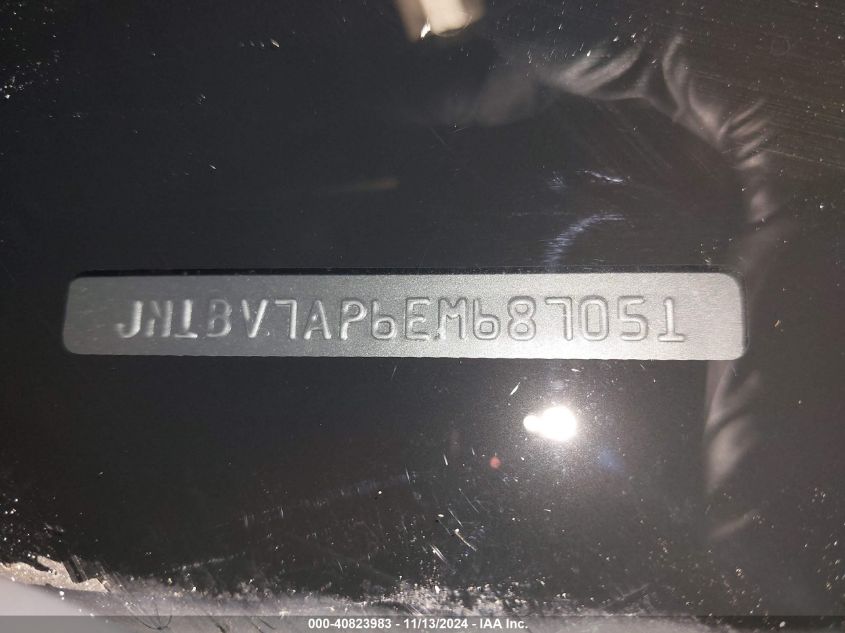 JN1BV7AP6EM687051
000-40823983 - 11/13/2024 - IAA Inc.